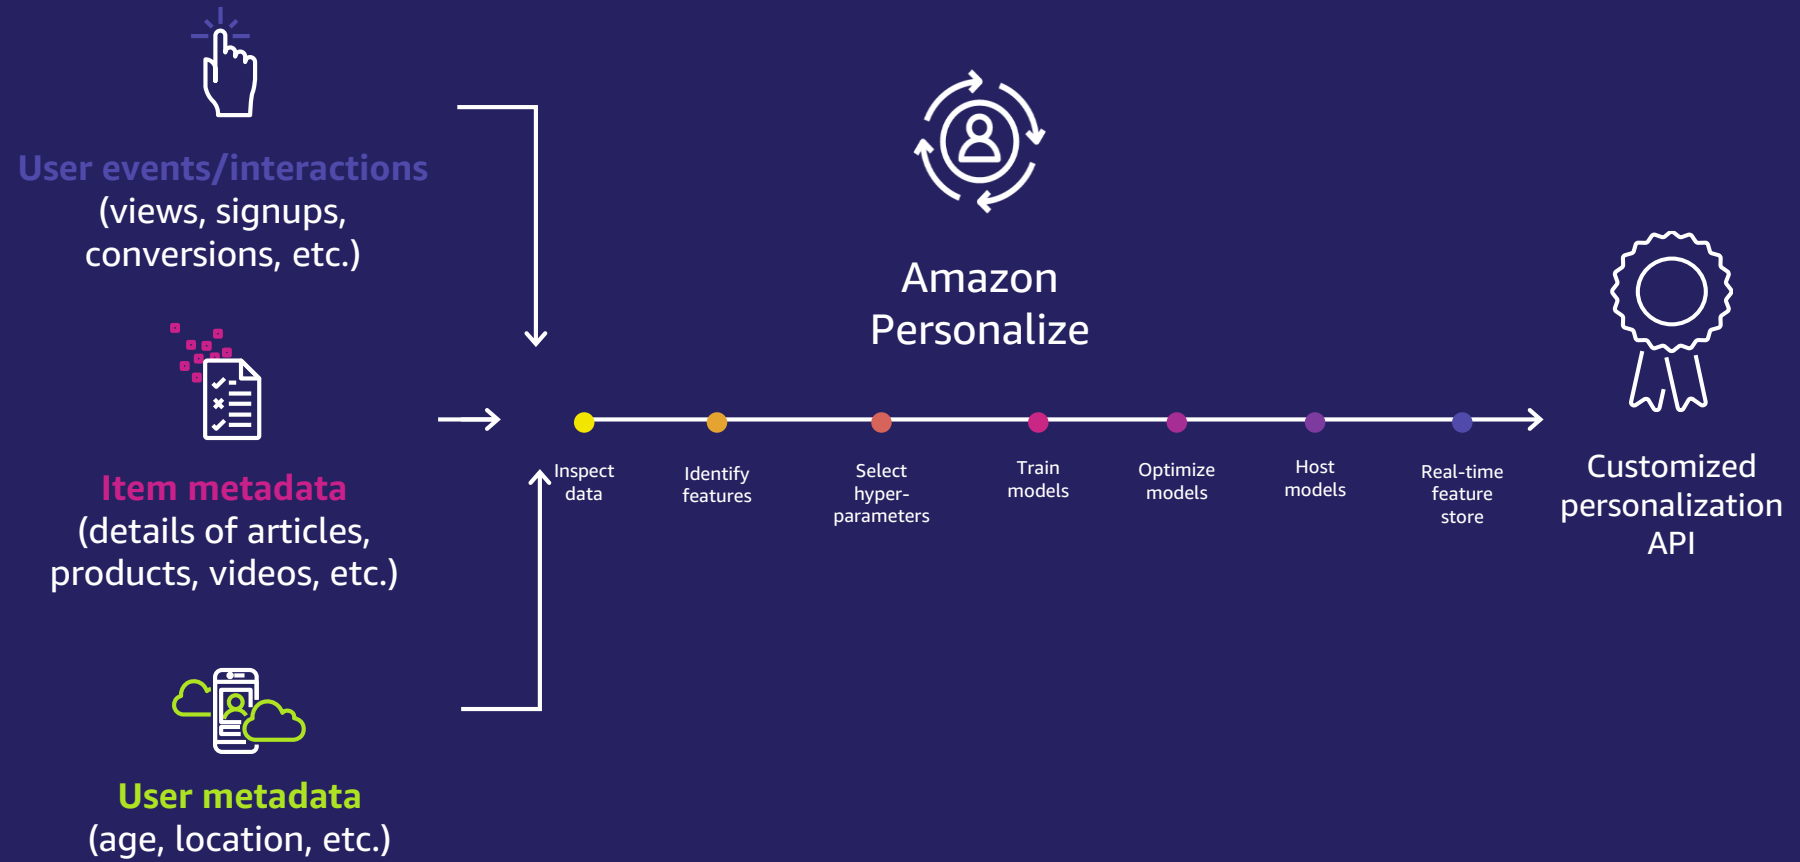 User events/interactions
(views, signups,
conversions, etc.)
Item metadata
(details of articles,
products, videos, etc.)
User metadata
(age, location, etc.)
Amazon
Personalize
Inspect
data
Identify
features
Select
hyper-
parameters
Train
models
Optimize
models
Host
models
Real-time
feature
store
Customized
personalization
API